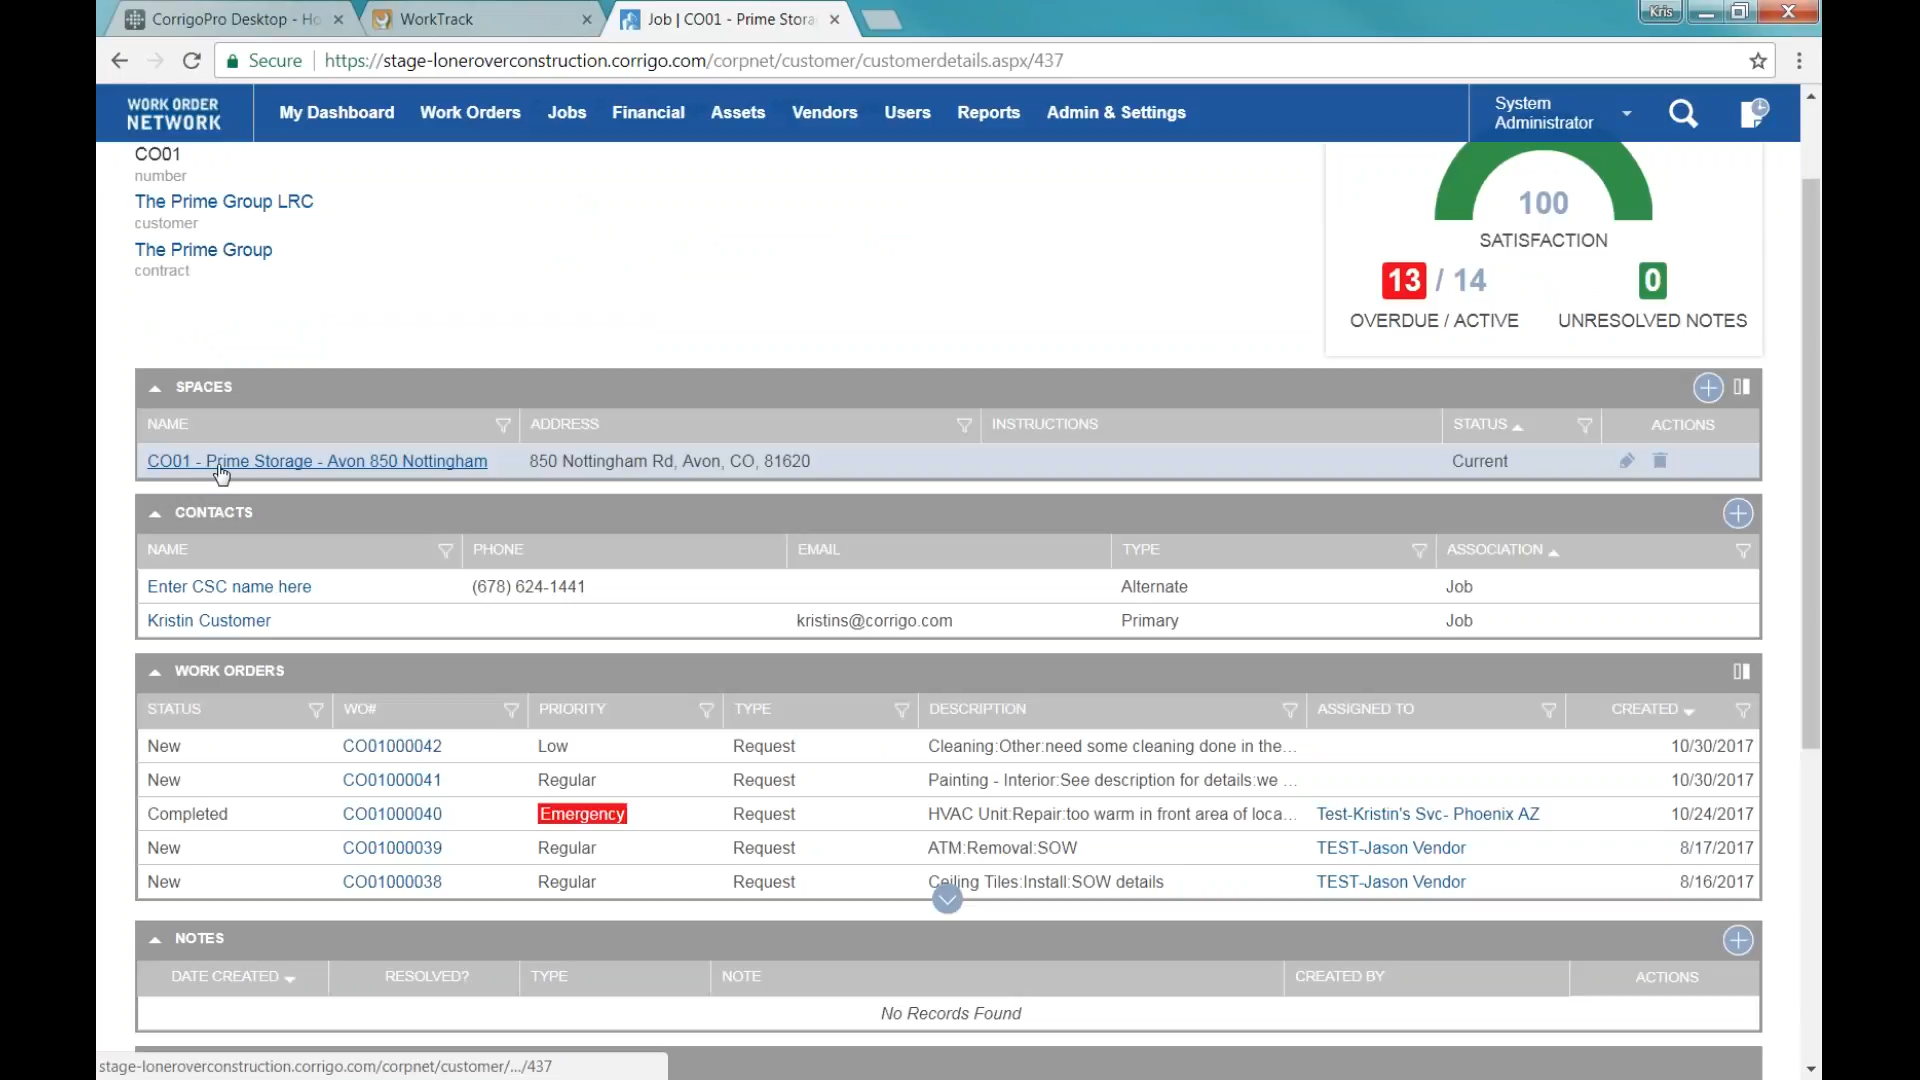 CorrigoPro Desktop - Ho
WorkTrack
Job | CO01 - Prime Stora
Kris
Secure
https://stage-loneroverconstruction.corrigo.com/corpnet/customer/customerdetails.aspx/437
WORK ORDER
NETWORK
My Dashboard
Work Orders
Jobs
Financial
Assets
Vendors
Users
Reports
Admin & Settings
System
Administrator
CO01
number
The Prime Group LRC
customer
The Prime Group
contract
100
SATISFACTION
13 / 14
0
OVERDUE / ACTIVE
UNRESOLVED NOTES
SPACES
NAME ADDRESS INSTRUCTIONS STATUS ACTIONS
CO01 - Prime Storage - Avon 850 Nottingham 850 Nottingham Rd, Avon, CO, 81620 Current
CONTACTS
NAME PHONE EMAIL TYPE ASSOCIATION
Enter CSC name here (678) 624-1441 Alternate Job
Kristin Customer kristins@corrigo.com Primary Job
WORK ORDERS
STATUS WO# PRIORITY TYPE DESCRIPTION ASSIGNED TO CREATED
New CO01000042 Low Request Cleaning:Other:need some cleaning done in the... 10/30/2017
New CO01000041 Regular Request Painting - Interior:See description for details:we ... 10/30/2017
Completed CO01000040 Emergency Request HVAC Unit:Repair:too warm in front area of loca... Test-Kristin's Svc- Phoenix AZ 10/24/2017
New CO01000039 Regular Request ATM:Removal:SOW TEST-Jason Vendor 8/17/2017
New CO01000038 Regular Request Ceiling Tiles:Install:SOW details TEST-Jason Vendor 8/16/2017
NOTES
DATE CREATED RESOLVED? TYPE NOTE CREATED BY ACTIONS
No Records Found
stage-loneroverconstruction.corrigo.com/corpnet/customer/.../437